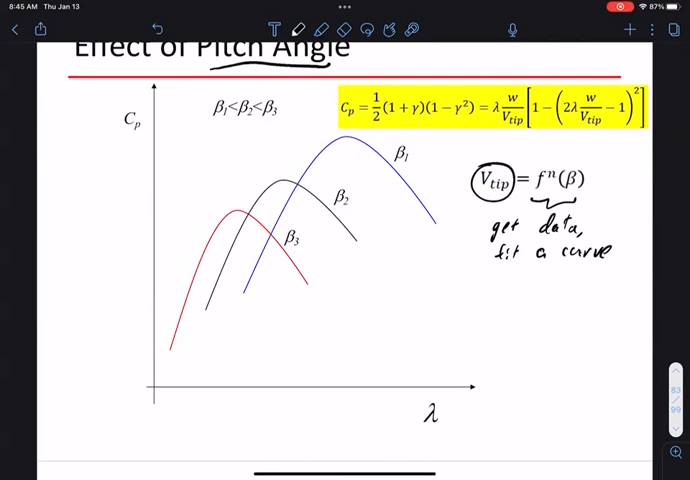 8:45 AM Thu Jan 13
87%
Effect of Pitch Angle
β1<β2<β3
Cp = 1/2 (1 + γ)(1 − γ²) = λ w/Vtip [1 − (2λ w/Vtip − 1)²]
Cp
β1
β2
β3
Vtip = fⁿ(β)
get data,
fit a curve
λ
83
/
99